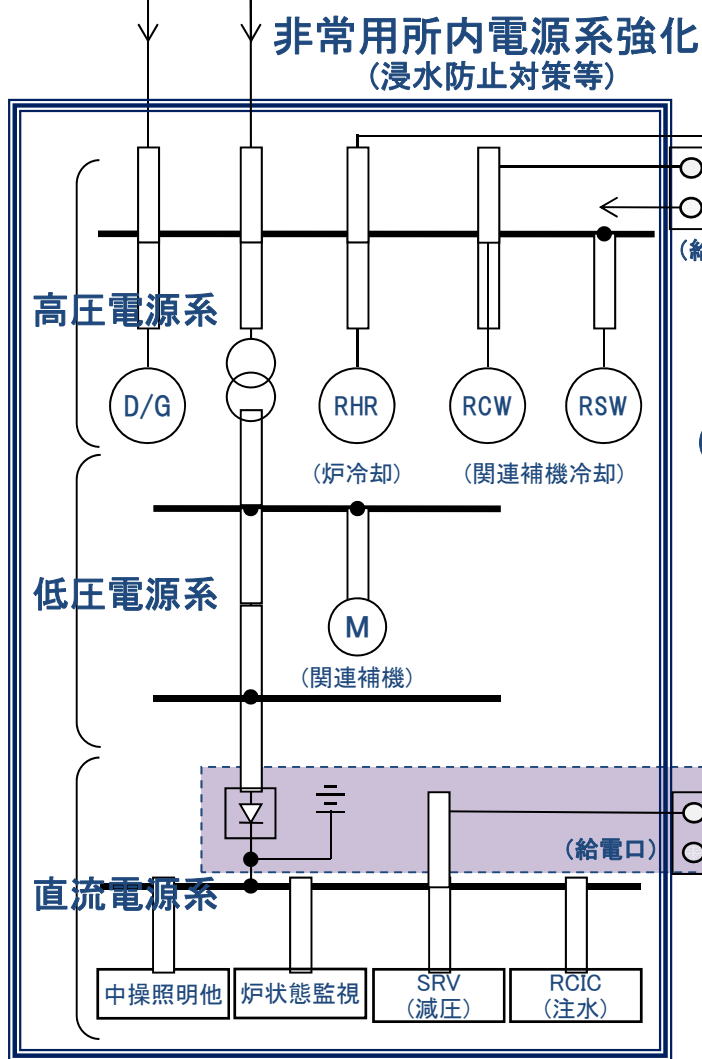 非常用所内電源系強化
(浸水防止対策等)
(給
高圧電源系
D/G
RHR
RCW
RSW
(炉冷却)
(関連補機冷却)
低圧電源系
M
(関連補機)
(給電口)
直流電源系
中操照明他
炉状態監視
SRV
(減圧)
RCIC
(注水)